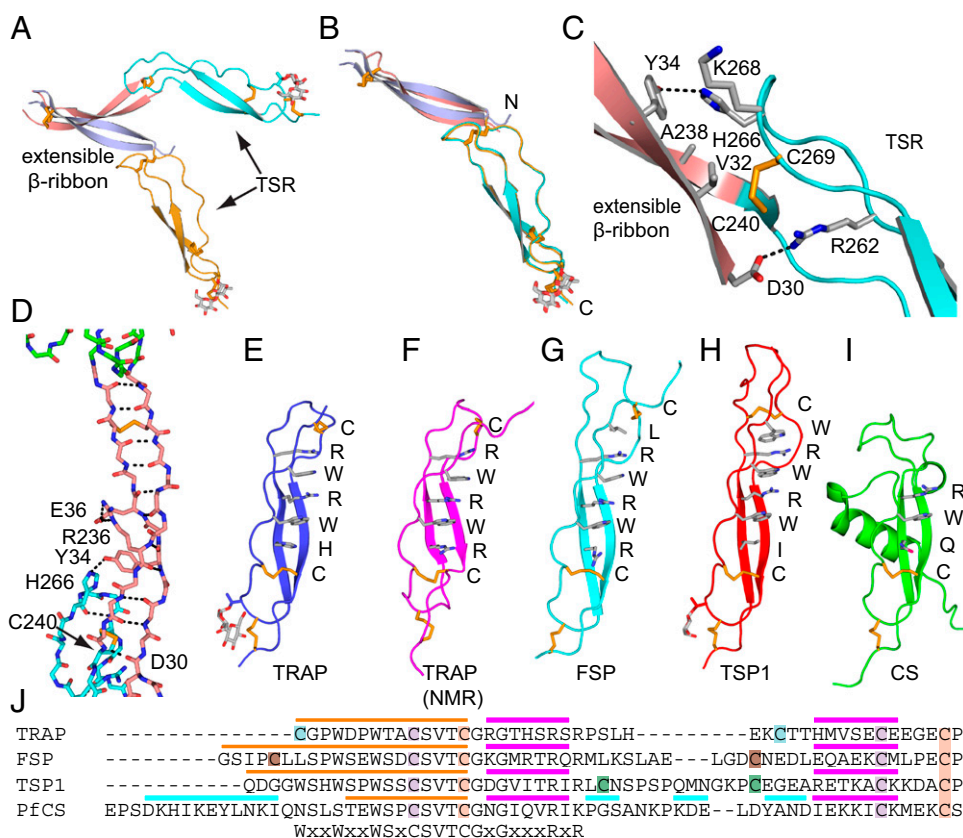 A
extensible
β-ribbon
TSR
B
N
C
C
Y34
K268
A238
H266
V32
C269
TSR
extensible
β-ribbon
C240
R262
D30
D
E36
R236
Y34
H266
C240
D30
E
C
R
W
R
W
H
C
TRAP
F
C
R
W
R
W
R
C
TRAP
(NMR)
G
C
L
R
W
R
W
R
C
FSP
H
C
W
R
W
R
W
I
C
TSP1
I
R
W
Q
C
CS
J
TRAP -------------CGPWDPWTACSVTCGRGTHSRSRPSLH------EKCTTHMVSECEEEGECP
FSP ---------GSIPCLLSPWSEWSDCSVTCGKGMRTRQRMLKSLAE--LGDCNEDLEQAEKCMLPECP
TSP1 ----------QDGGWSHWSPWSSCSVTCGDGVITRIRLCNSPSPQMNGKPCEGEARETKACKKDACP
PfCS EPSDKHIKEYLNKIQNSLSTEWSPCSVTCGNGIQVRIKPGSANKPKDE--LDYANDIEKKICKMEKCS
WxxWxxWSxCSVTCGxGxxxRxR